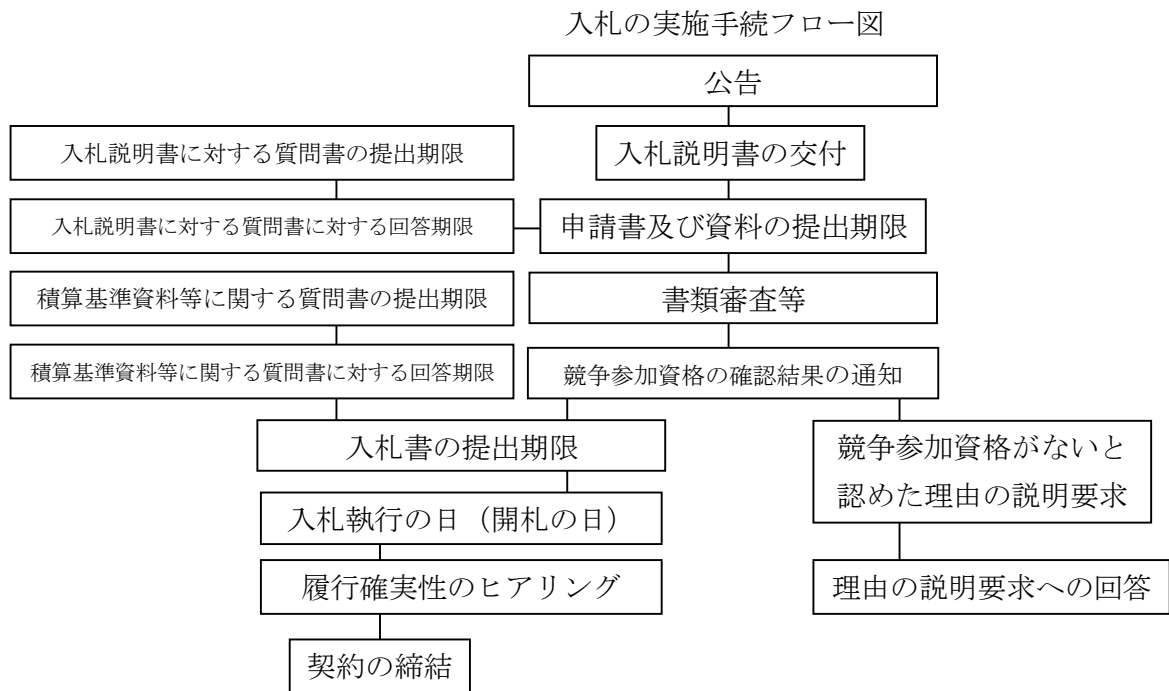 入札の実施手続フロー図
公告
入札説明書に対する質問書の提出期限
入札説明書の交付
入札説明書に対する質問書に対する回答期限
申請書及び資料の提出期限
積算基準資料等に関する質問書の提出期限
書類審査等
積算基準資料等に関する質問書に対する回答期限
競争参加資格の確認結果の通知
入札書の提出期限
競争参加資格がないと
認めた理由の説明要求
入札執行の日（開札の日）
履行確実性のヒアリング
理由の説明要求への回答
契約の締結